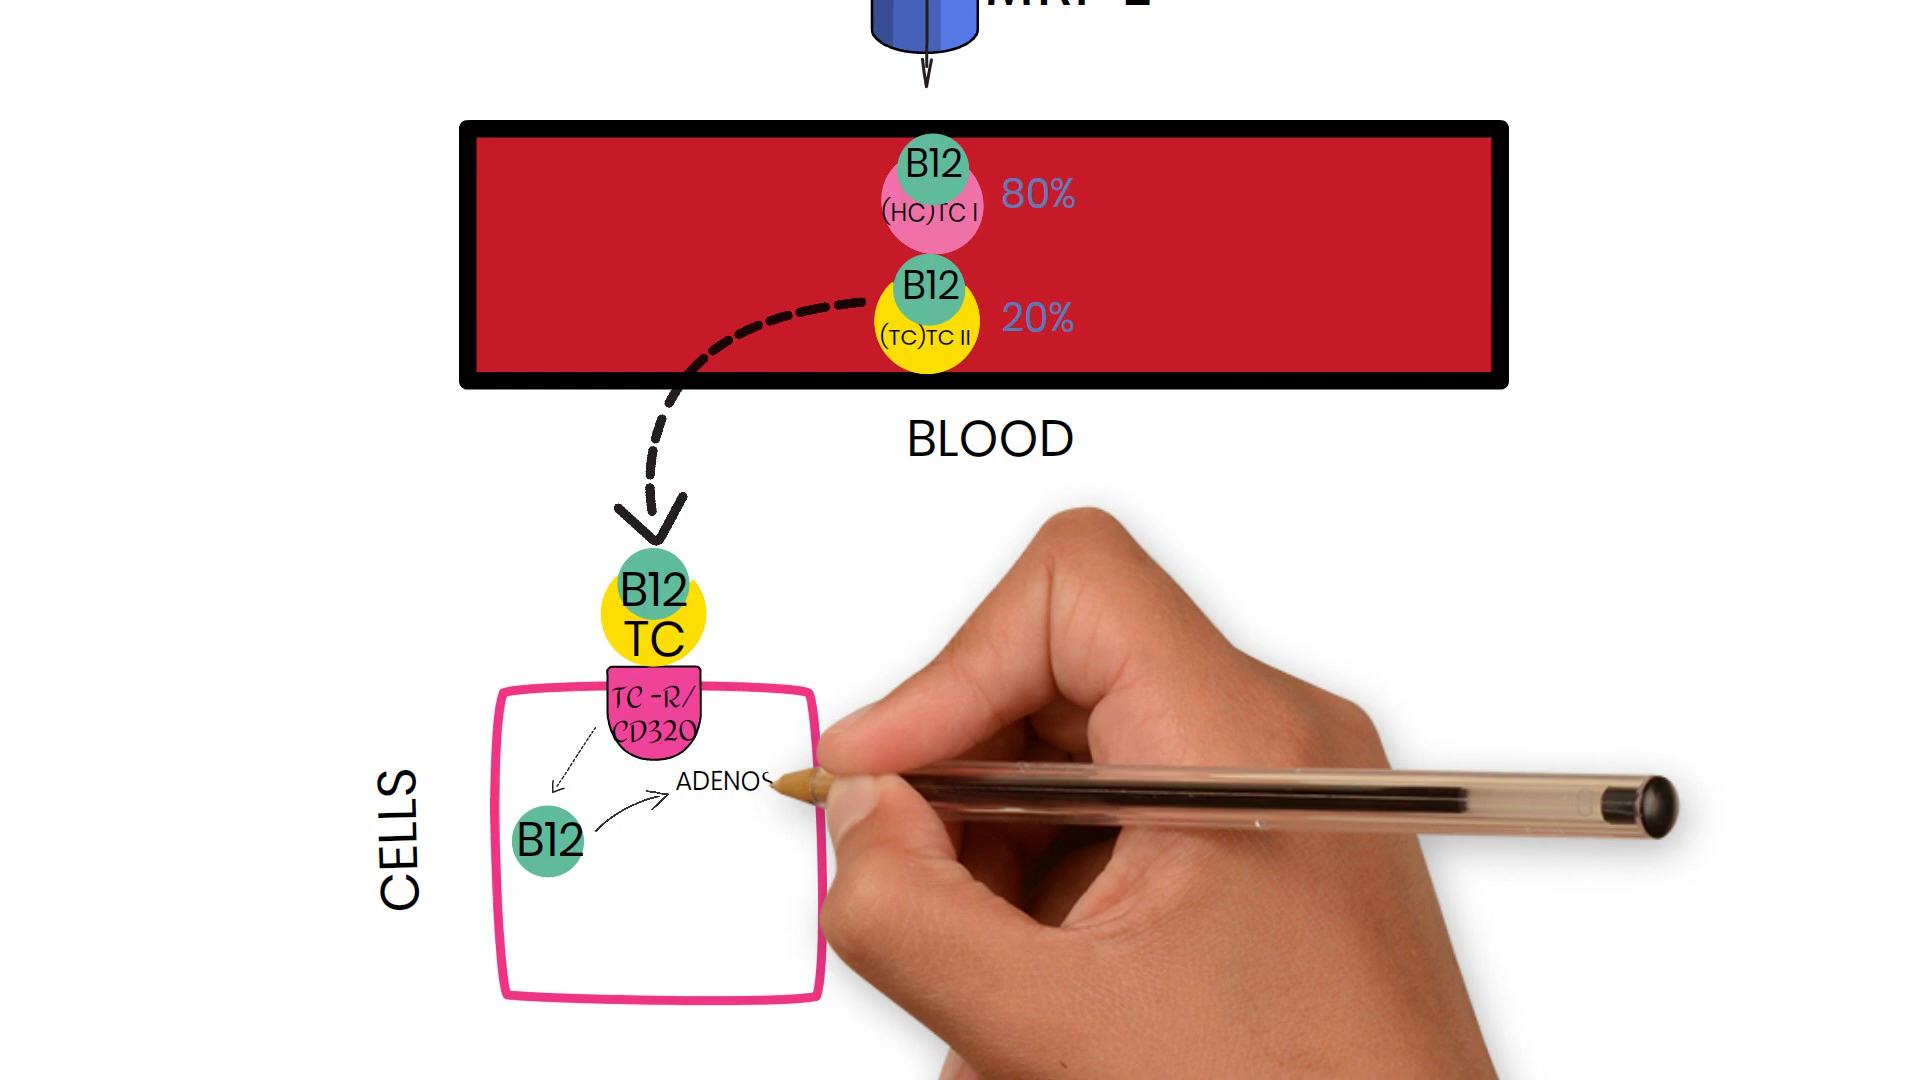 B12
(HC)TC I
80%
B12
(TC)TC II
20%
BLOOD
B12
TC
TC -R/
CD320
ADENOS
B12
CELLS